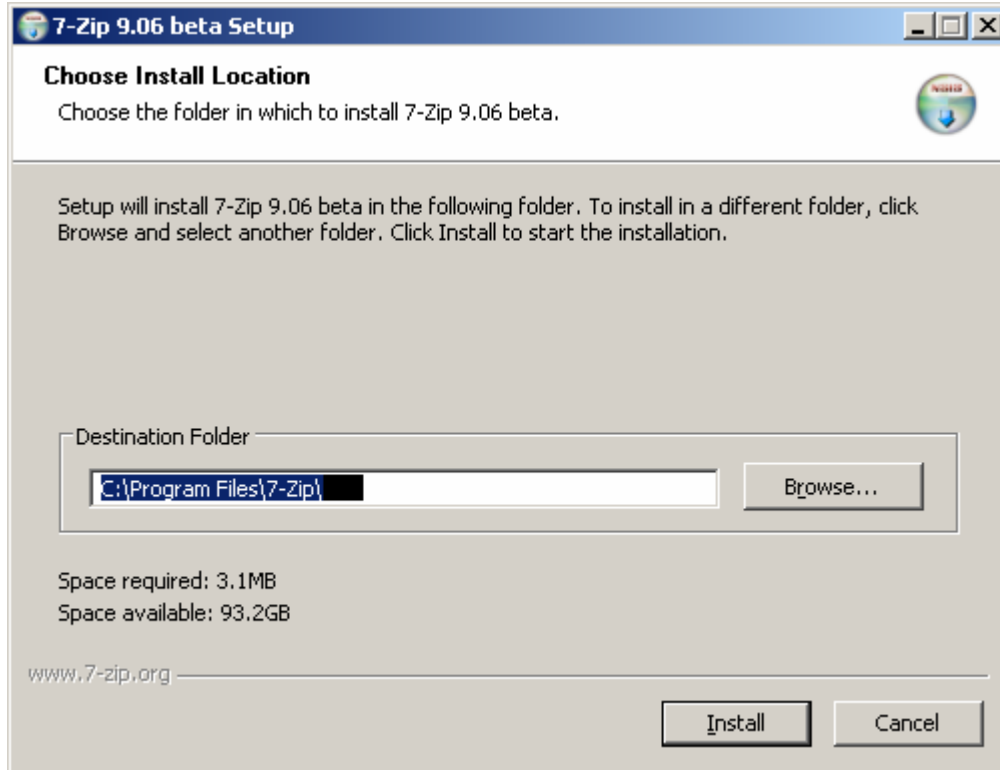 7-Zip 9.06 beta Setup
Choose Install Location
Choose the folder in which to install 7-Zip 9.06 beta.
Setup will install 7-Zip 9.06 beta in the following folder. To install in a different folder, click
Browse and select another folder. Click Install to start the installation.
Destination Folder
C:\Program Files\7-Zip\
Browse...
Space required: 3.1MB
Space available: 93.2GB
www.7-zip.org
Install
Cancel